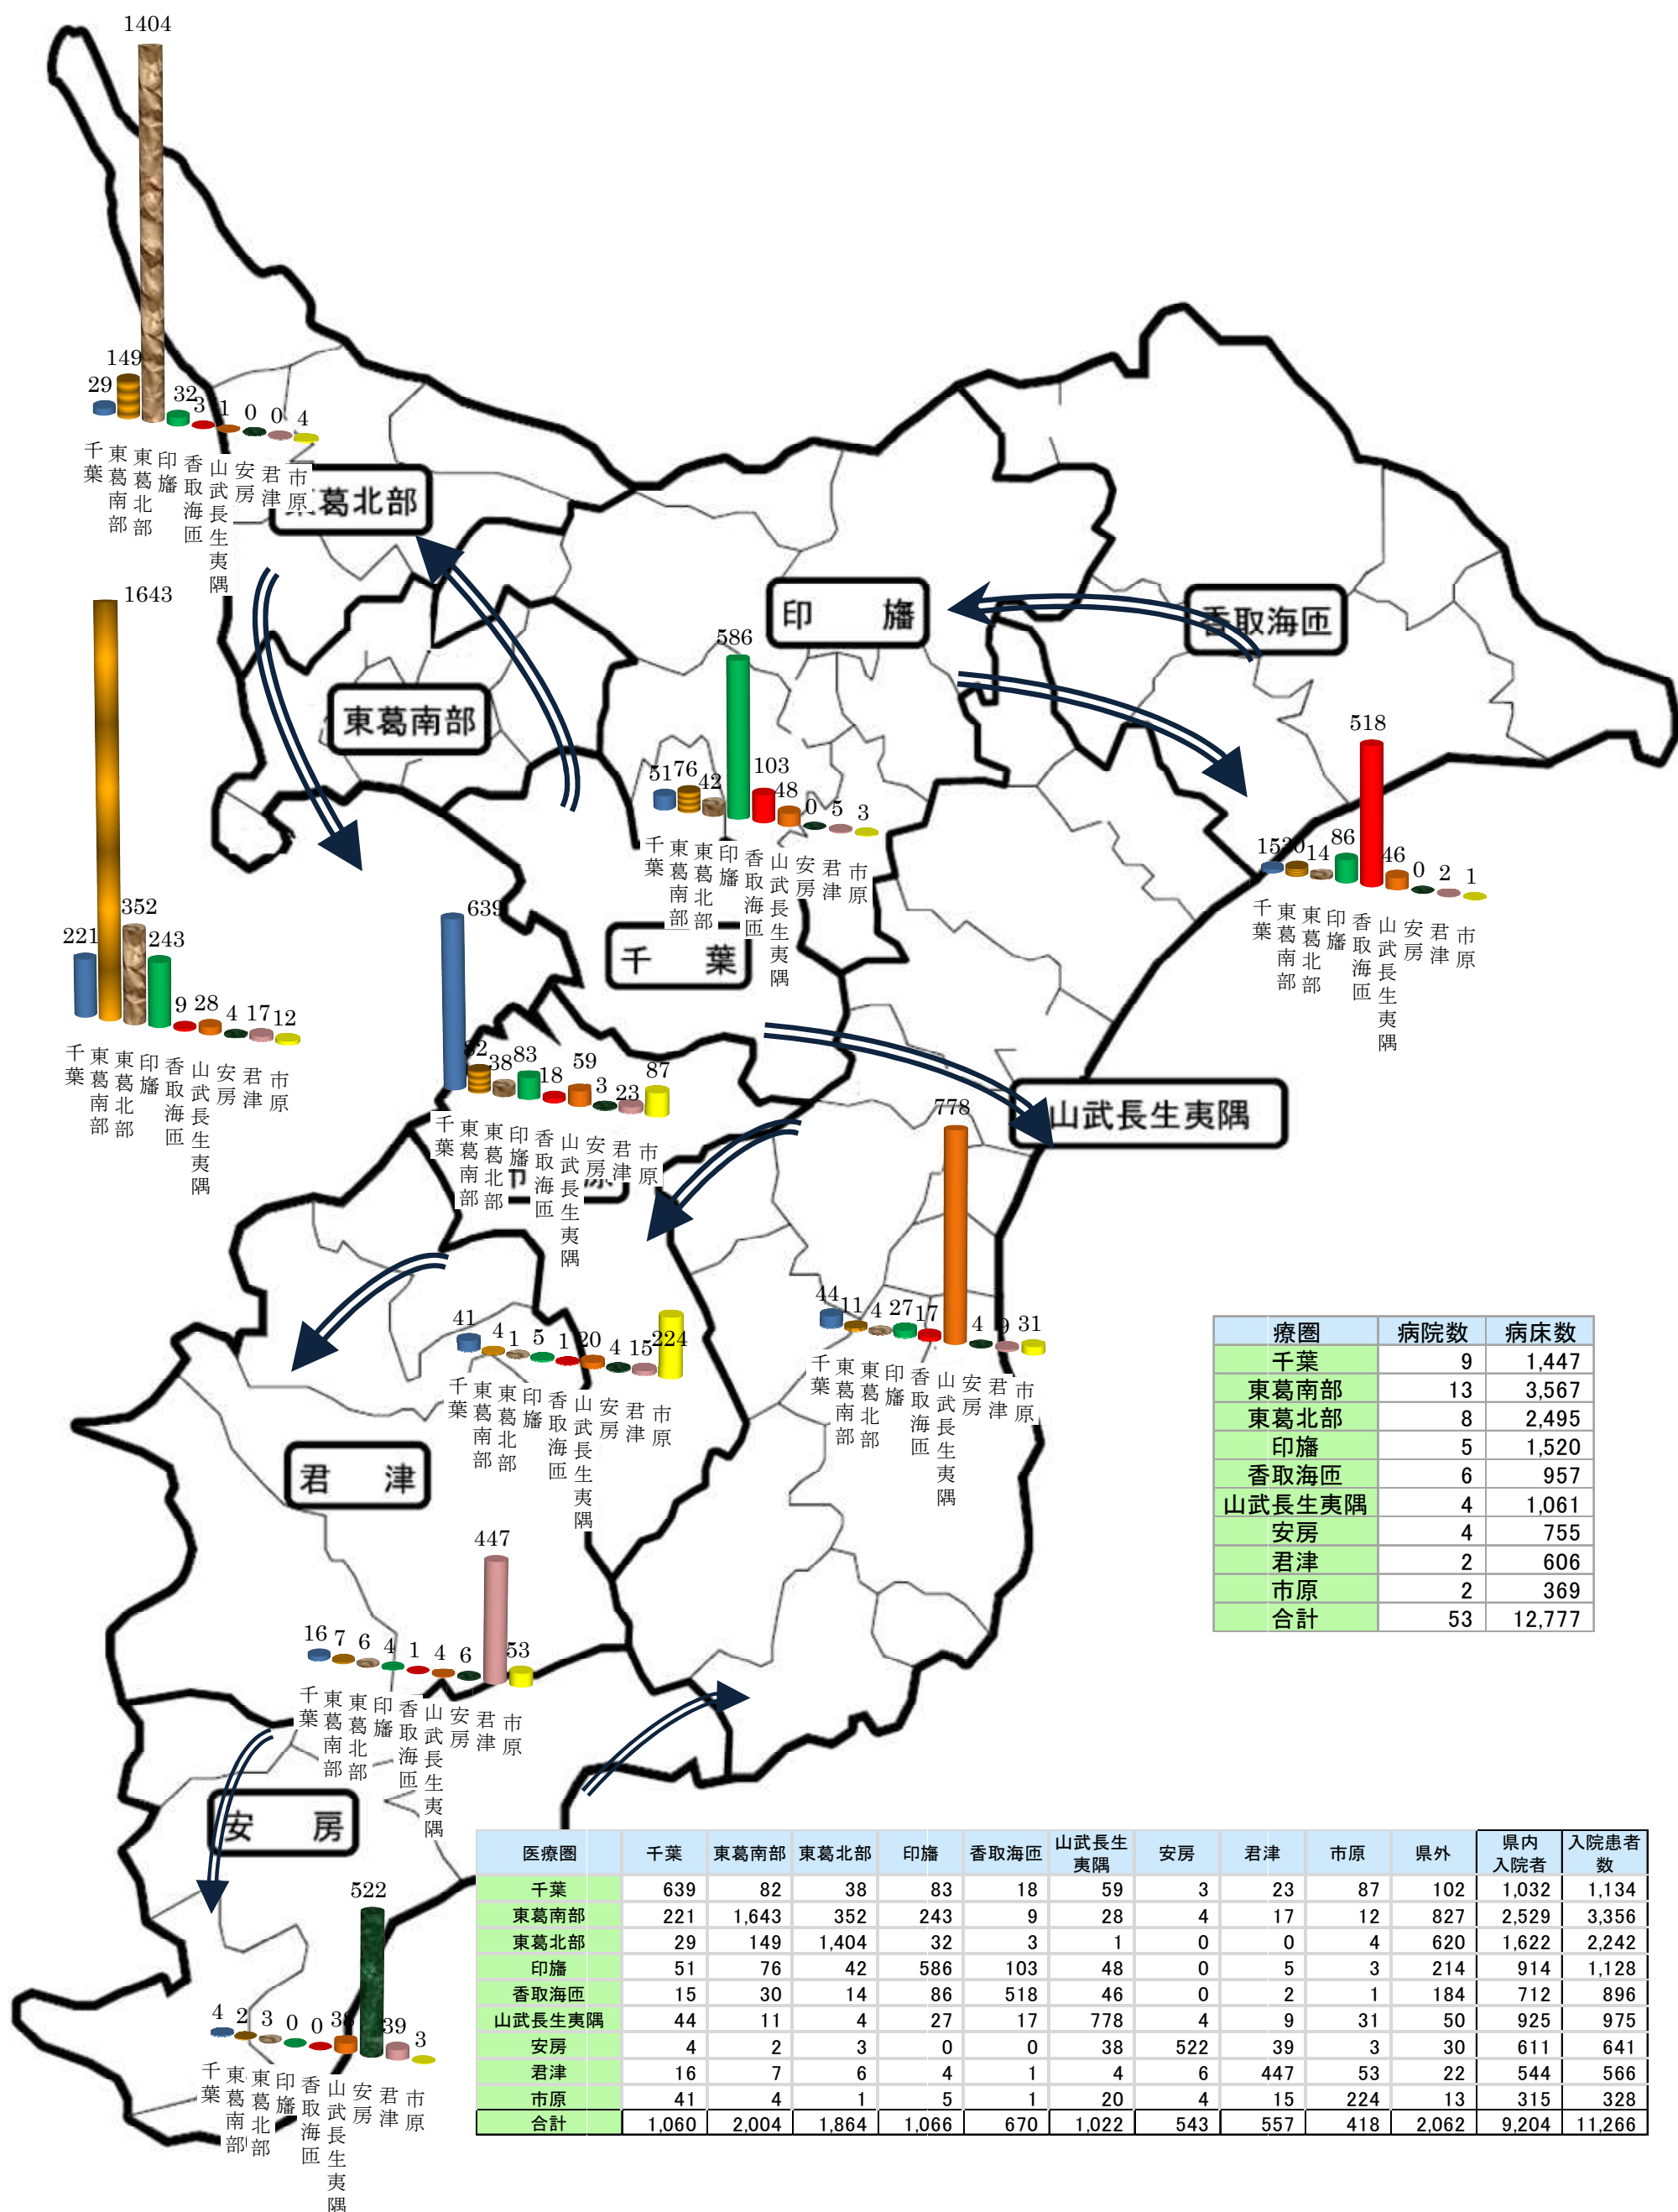 1404
149
29
32
3
1
0
0
4
千葉
東葛南部
東葛北部
印旛
香取海匝
山武長生夷隅
安房
君津
市原
東葛北部
1643
221
352
243
9
28
4
17
12
千葉
東葛南部
東葛北部
印旛
香取海匝
山武長生夷隅
安房
君津
市原
東葛南部
印 旛
586
51
76
42
103
48
0
5
3
千葉
東葛南部
東葛北部
印旛
香取海匝
山武長生夷隅
安房
君津
市原
香取海匝
518
15
30
14
86
46
0
2
1
千葉
東葛南部
東葛北部
印旛
香取海匝
山武長生夷隅
安房
君津
市原
千 葉
639
82
38
83
18
59
3
23
87
千葉
東葛南部
東葛北部
印旛
香取海匝
山武長生夷隅
安房
君津
市原
市 原
山武長生夷隅
778
44
11
4
27
17
4
9
31
千葉
東葛南部
東葛北部
印旛
香取海匝
山武長生夷隅
安房
君津
市原
41
4
1
5
1
20
4
15
224
千葉
東葛南部
東葛北部
印旛
香取海匝
山武長生夷隅
安房
君津
市原
君 津
447
16
7
6
4
1
4
6
53
千葉
東葛南部
東葛北部
印旛
香取海匝
山武長生夷隅
安房
君津
市原
安 房
522
4
2
3
0
0
38
39
3
千葉
東葛南部
東葛北部
印旛
香取海匝
山武長生夷隅
安房
君津
市原
療圏 病院数 病床数
千葉 9 1,447
東葛南部 13 3,567
東葛北部 8 2,495
印旛 5 1,520
香取海匝 6 957
山武長生夷隅 4 1,061
安房 4 755
君津 2 606
市原 2 369
合計 53 12,777
医療圏 千葉 東葛南部 東葛北部 印旛 香取海匝 山武長生夷隅 安房 君津 市原 県外 県内入院者 入院患者数
千葉 639 82 38 83 18 59 3 23 87 102 1,032 1,134
東葛南部 221 1,643 352 243 9 28 4 17 12 827 2,529 3,356
東葛北部 29 149 1,404 32 3 1 0 0 4 620 1,622 2,242
印旛 51 76 42 586 103 48 0 5 3 214 914 1,128
香取海匝 15 30 14 86 518 46 0 2 1 184 712 896
山武長生夷隅 44 11 4 27 17 778 4 9 31 50 925 975
安房 4 2 3 0 0 38 522 39 3 30 611 641
君津 16 7 6 4 1 4 6 447 53 22 544 566
市原 41 4 1 5 1 20 4 15 224 13 315 328
合計 1,060 2,004 1,864 1,066 670 1,022 543 557 418 2,062 9,204 11,266